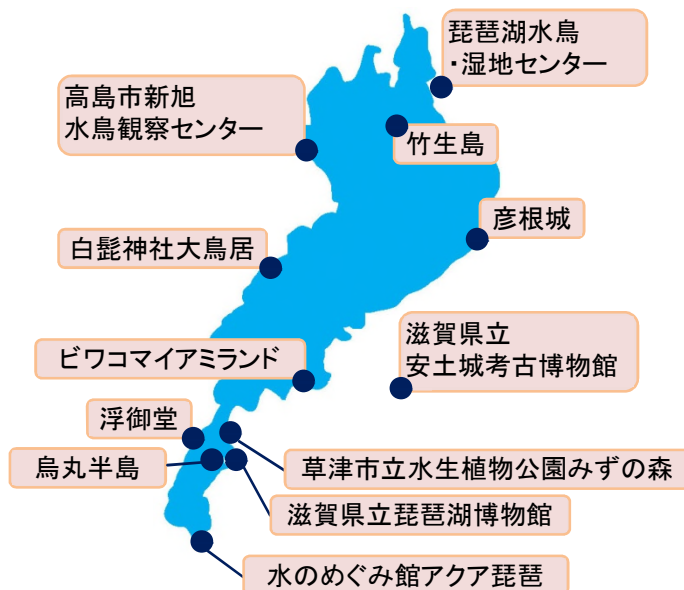 琵琶湖水鳥
・湿地センター
高島市新旭
水鳥観察センター
竹生島
彦根城
白髭神社大鳥居
滋賀県立
安土城考古博物館
ビワコマイアミランド
浮御堂
烏丸半島
草津市立水生植物公園みずの森
滋賀県立琵琶湖博物館
水のめぐみ館アクア琵琶